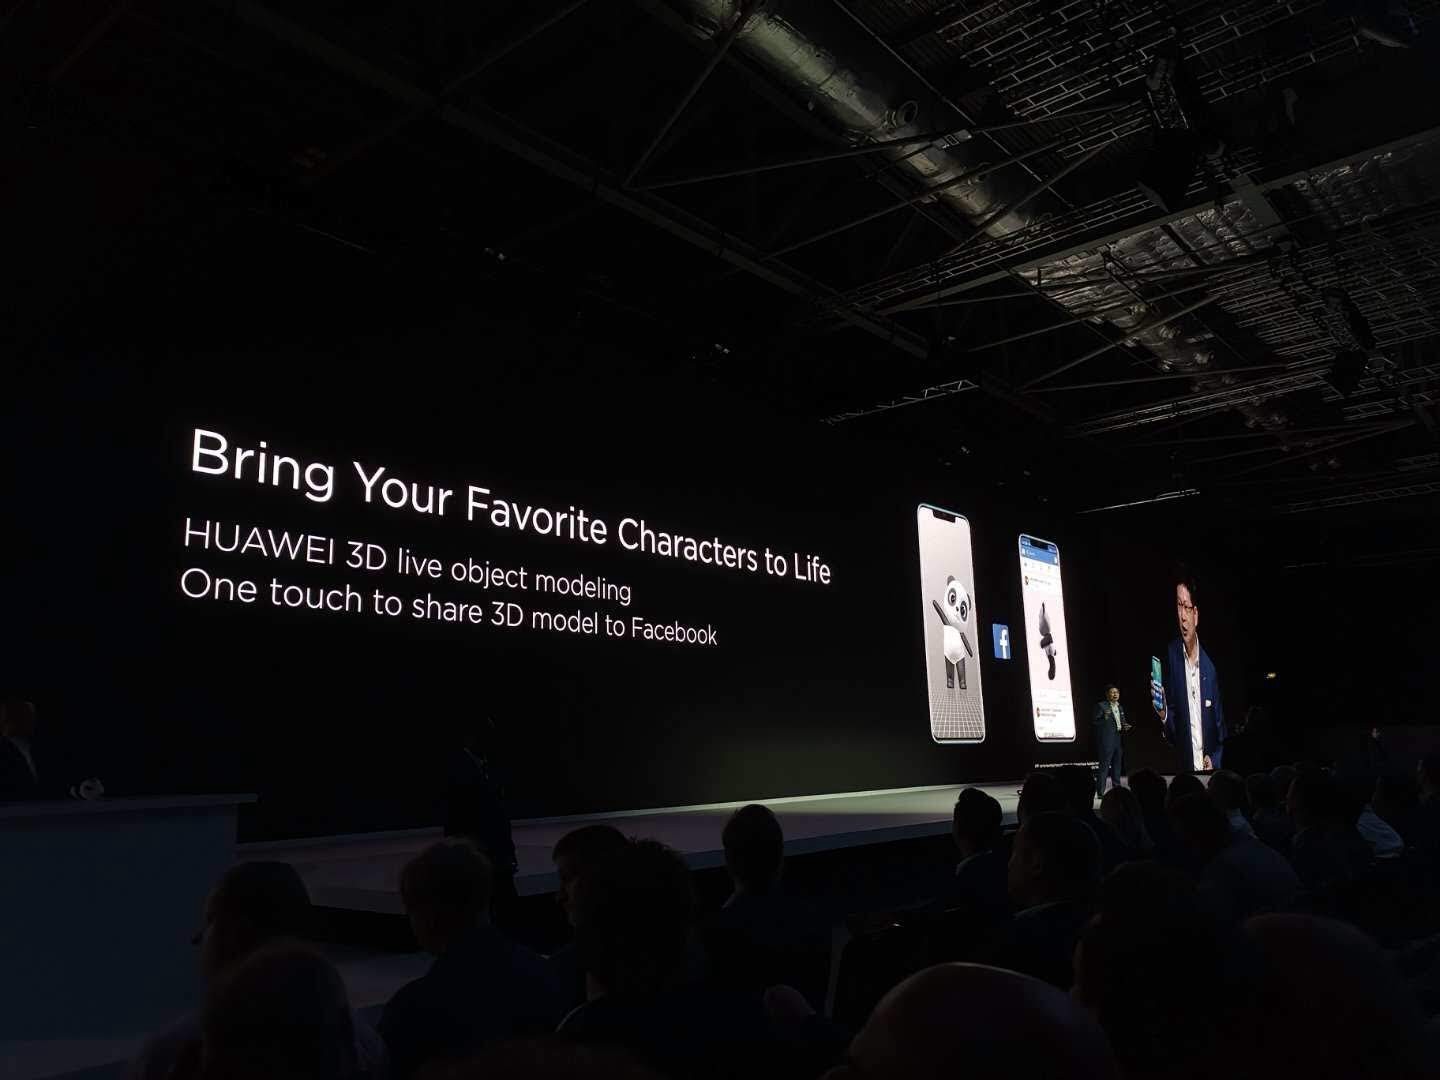 Bring Your Favorite Characters to Life
HUAWEI 3D live object modeling
One touch to share 3D model to Facebook
f